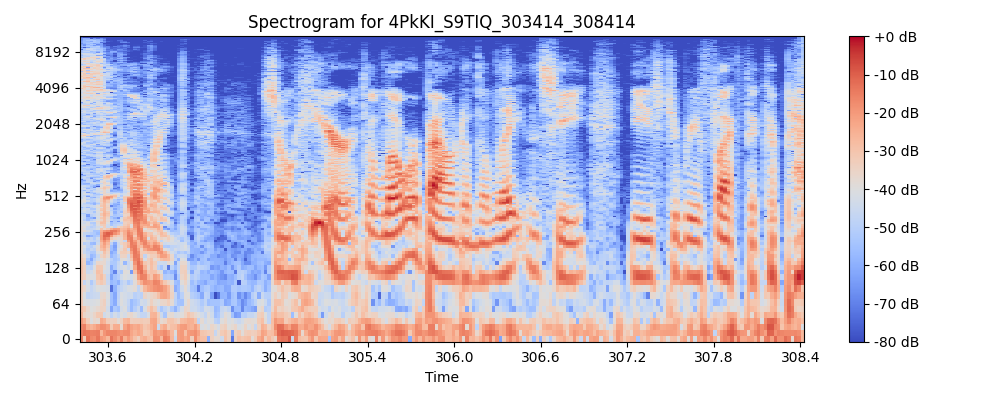 Spectrogram for 4PkKI_S9TIQ_303414_308414
Hz
8192
4096
2048
1024
512
256
128
64
0
303.6 304.2 304.8 305.4 306.0 306.6 307.2 307.8 308.4
Time
+0 dB
-10 dB
-20 dB
-30 dB
-40 dB
-50 dB
-60 dB
-70 dB
-80 dB